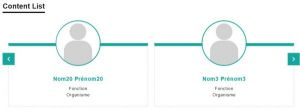 Content List
Nom20 Prénom20
Fonction
Organisme
Nom3 Prénom3
Fonction
Organisme